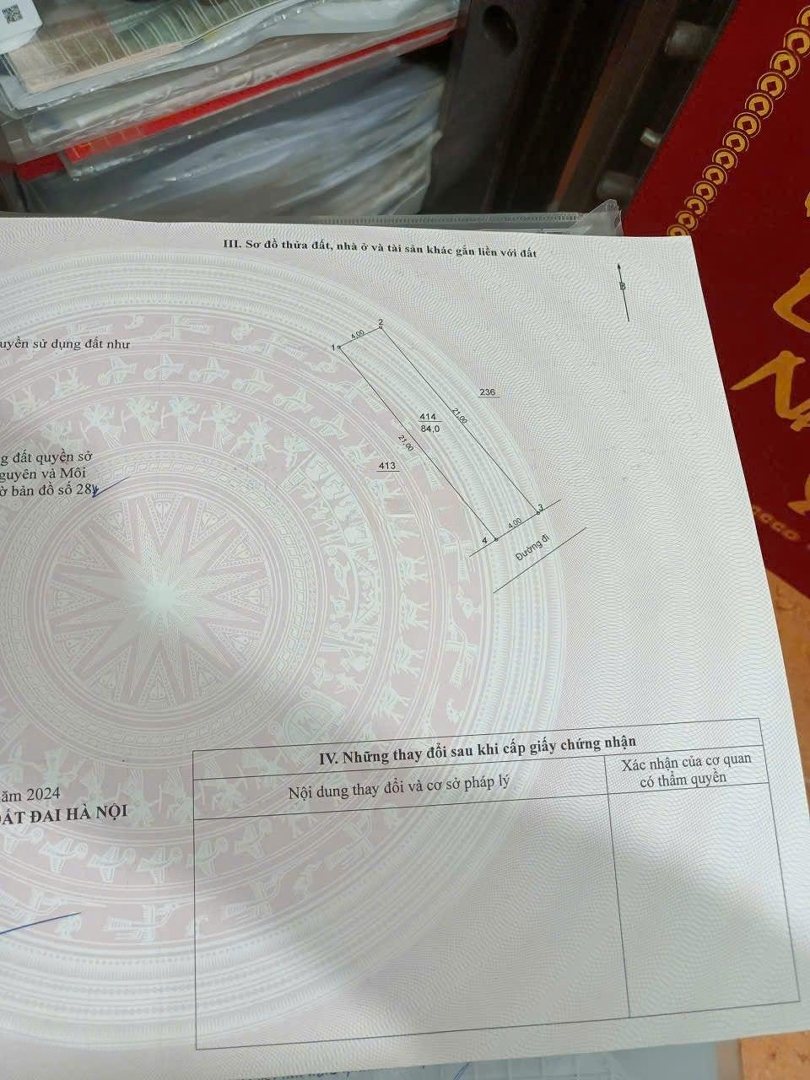 III. Sơ đồ thửa đất, nhà ở và tài sản khác gắn liền với đất
B
uyền sử dụng đất như
g đất quyền sở
guyên và Môi
ờ bản đồ số 28
1
4,00
2
236
414
84,0
21,00
21,00
413
3
4,00
4
Đường đi
ăm 2024
ẤT ĐAI HÀ NỘI
IV. Những thay đổi sau khi cấp giấy chứng nhận
Nội dung thay đổi và cơ sở pháp lý
Xác nhận của cơ quan
có thẩm quyền